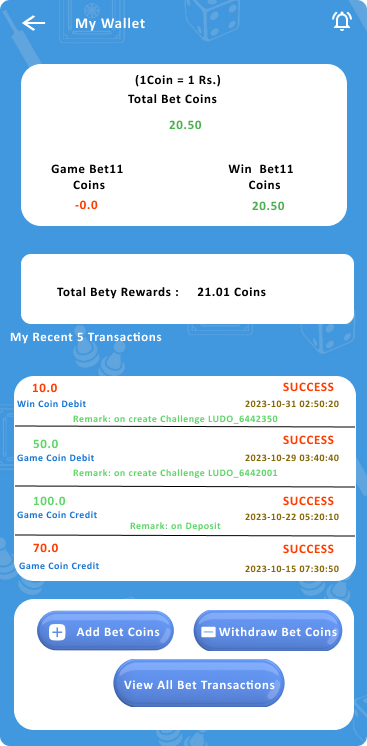 My Wallet
(1Coin = 1 Rs.)
Total Bet Coins
20.50
Game Bet11 Win Bet11
Coins Coins
-0.0 20.50
Total Bety Rewards : 21.01 Coins
My Recent 5 Transactions
10.0 SUCCESS
Win Coin Debit 2023-10-31 02:50:20
Remark: on create Challenge LUDO_6442350
50.0 SUCCESS
Game Coin Debit 2023-10-29 03:40:40
Remark: on create Challenge LUDO_6442001
100.0 SUCCESS
Game Coin Credit 2023-10-22 05:20:10
Remark: on Deposit
70.0 SUCCESS
Game Coin Credit 2023-10-15 07:30:50
Add Bet Coins Withdraw Bet Coins
View All Bet Transactions